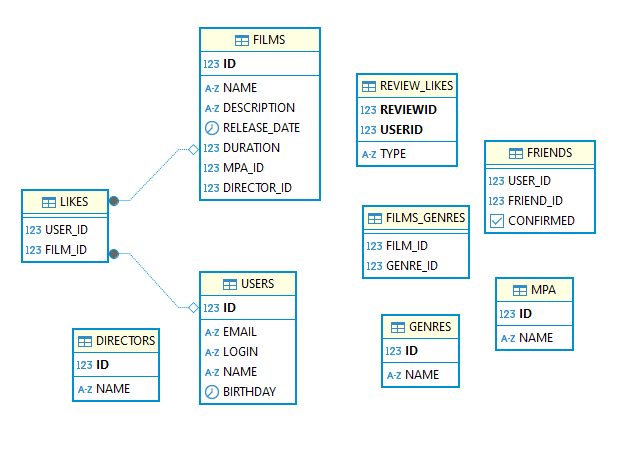 FILMS
123 ID
A-Z NAME
A-Z DESCRIPTION
RELEASE_DATE
123 DURATION
123 MPA_ID
123 DIRECTOR_ID
REVIEW_LIKES
123 REVIEWID
123 USERID
A-Z TYPE
FRIENDS
123 USER_ID
123 FRIEND_ID
CONFIRMED
LIKES
123 USER_ID
123 FILM_ID
FILMS_GENRES
123 FILM_ID
123 GENRE_ID
USERS
123 ID
A-Z EMAIL
A-Z LOGIN
A-Z NAME
BIRTHDAY
MPA
123 ID
A-Z NAME
DIRECTORS
123 ID
A-Z NAME
GENRES
123 ID
A-Z NAME